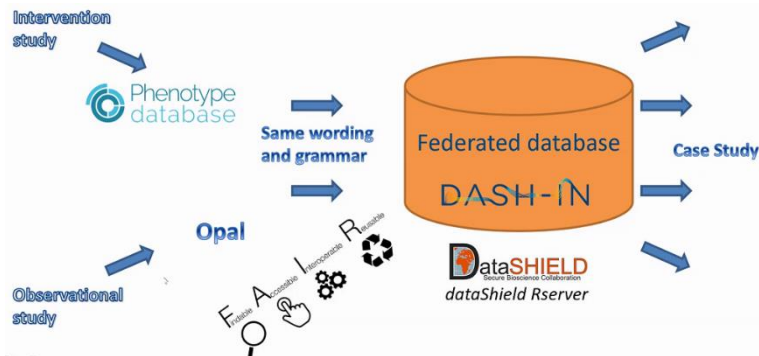 Intervention
study
Phenotype
database
Same wording
and grammar
Federated database
DASH-IN
Case Study
Opal
Findable Accessible Interoperable Reusable
DataSHIELD
Secure Bioscience Collaboration
dataShield Rserver
Observational
study